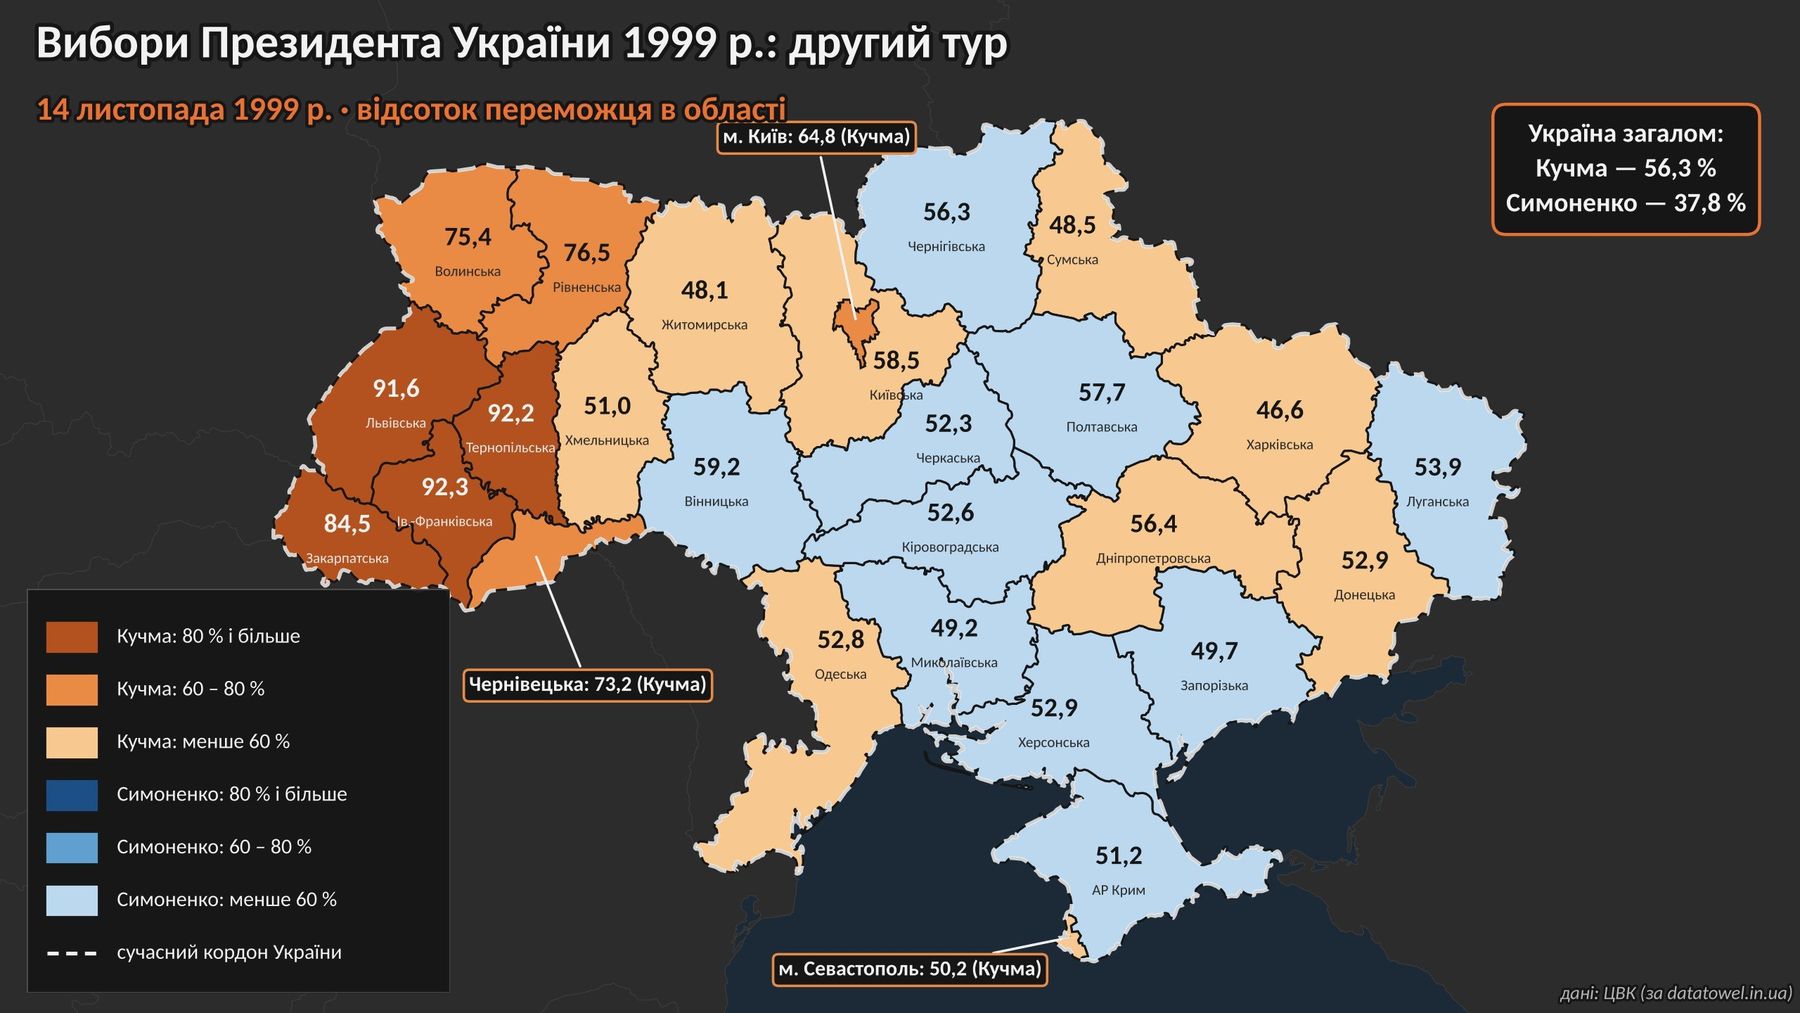 Вибори Президента України 1999 р.: другий тур
14 листопада 1999 р. · відсоток переможця в області
м. Київ: 64,8 (Кучма)
Україна загалом:
Кучма — 56,3 %
Симоненко — 37,8 %
56,3
Чернігівська
48,5
Сумська
75,4
Волинська
76,5
Рівненська
48,1
Житомирська
58,5
Київська
91,6
Львівська
92,2
Тернопільська
51,0
Хмельницька
52,3
Черкаська
57,7
Полтавська
46,6
Харківська
53,9
Луганська
59,2
Вінницька
92,3
Ів.-Франківська
84,5
Закарпатська
52,6
Кіровоградська
56,4
Дніпропетровська
52,9
Донецька
52,8
Одеська
49,2
Миколаївська
49,7
Запорізька
52,9
Херсонська
Чернівецька: 73,2 (Кучма)
51,2
АР Крим
м. Севастополь: 50,2 (Кучма)
Кучма: 80 % і більше
Кучма: 60 – 80 %
Кучма: менше 60 %
Симоненко: 80 % і більше
Симоненко: 60 – 80 %
Симоненко: менше 60 %
сучасний кордон України
дані: ЦВК (за datatowel.in.ua)